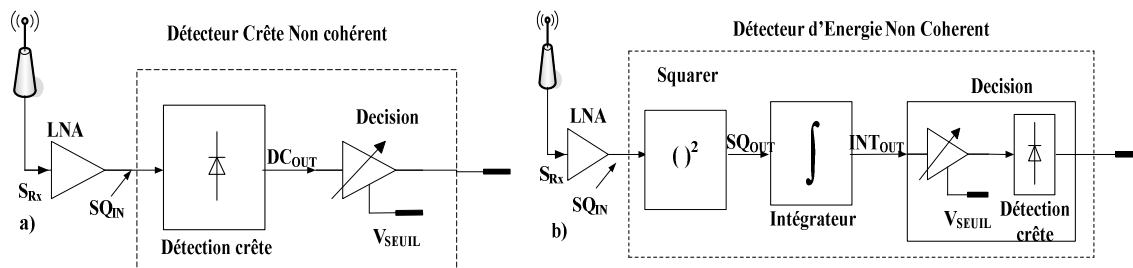 Détecteur Crête Non cohérent
LNA
Decision
DC_OUT
S_Rx
SQ_IN
a)
V_SEUIL
Détection crête
Détecteur d'Energie Non Coherent
Squarer
Decision
LNA
( )²
SQ_OUT
∫
INT_OUT
S_Rx
SQ_IN
b)
Intégrateur
V_SEUIL
Détection
crête